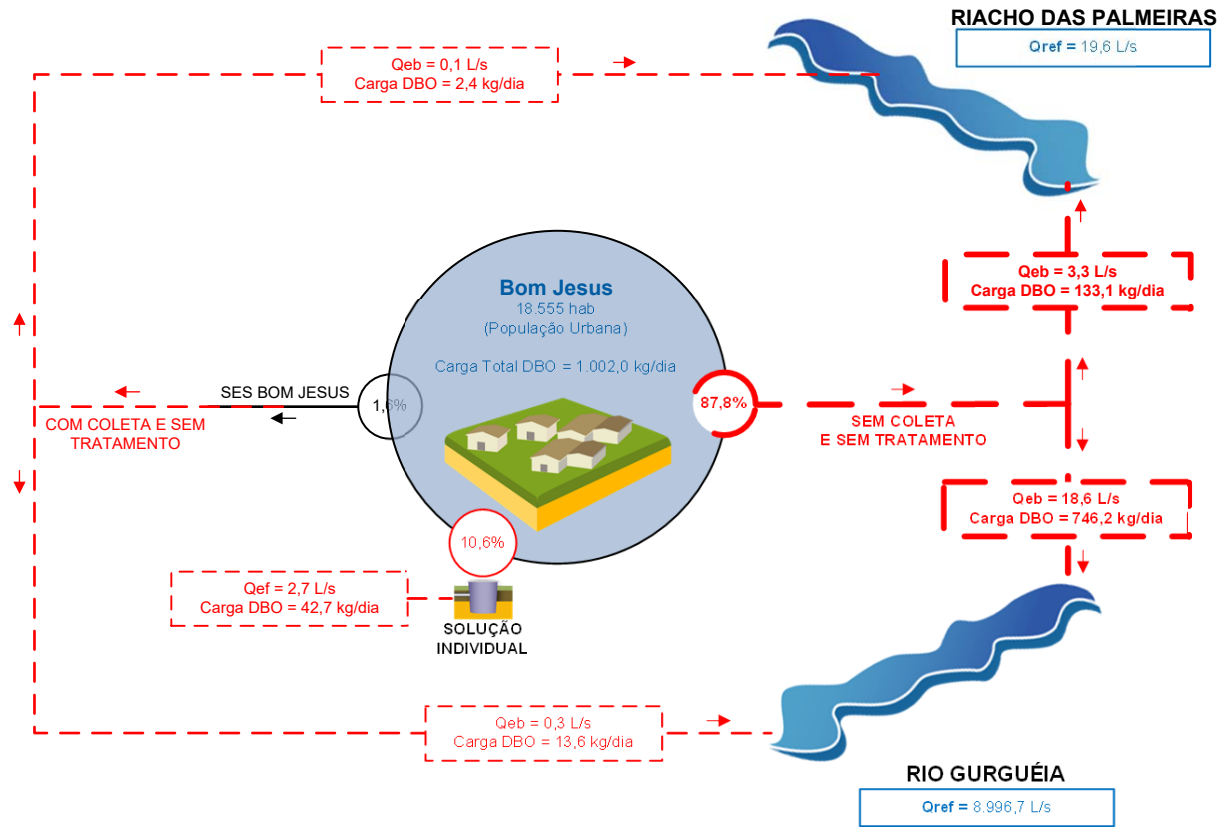 RIACHO DAS PALMEIRAS
Qref = 19,6 L/s
Qeb = 0,1 L/s
Carga DBO = 2,4 kg/dia
Qeb = 3,3 L/s
Carga DBO = 133,1 kg/dia
Bom Jesus
18.555 hab
(População Urbana)
Carga Total DBO = 1.002,0 kg/dia
SES BOM JESUS
1,6%
87,8%
COM COLETA E SEM
TRATAMENTO
SEM COLETA
E SEM TRATAMENTO
Qeb = 18,6 L/s
Carga DBO = 746,2 kg/dia
10,6%
Qef = 2,7 L/s
Carga DBO = 42,7 kg/dia
SOLUÇÃO
INDIVIDUAL
Qeb = 0,3 L/s
Carga DBO = 13,6 kg/dia
RIO GURGUÉIA
Qref = 8.996,7 L/s